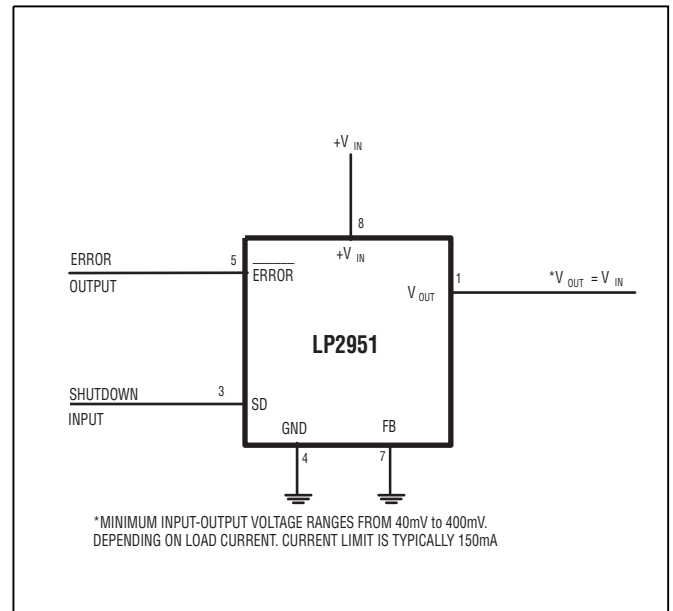 +V IN
8
+V IN
ERROR
OUTPUT
5
ERROR
1
V OUT
*V OUT = V IN
LP2951
SHUTDOWN
INPUT
3
SD
GND
FB
4
7
*MINIMUM INPUT-OUTPUT VOLTAGE RANGES FROM 40mV to 400mV.
DEPENDING ON LOAD CURRENT. CURRENT LIMIT IS TYPICALLY 150mA